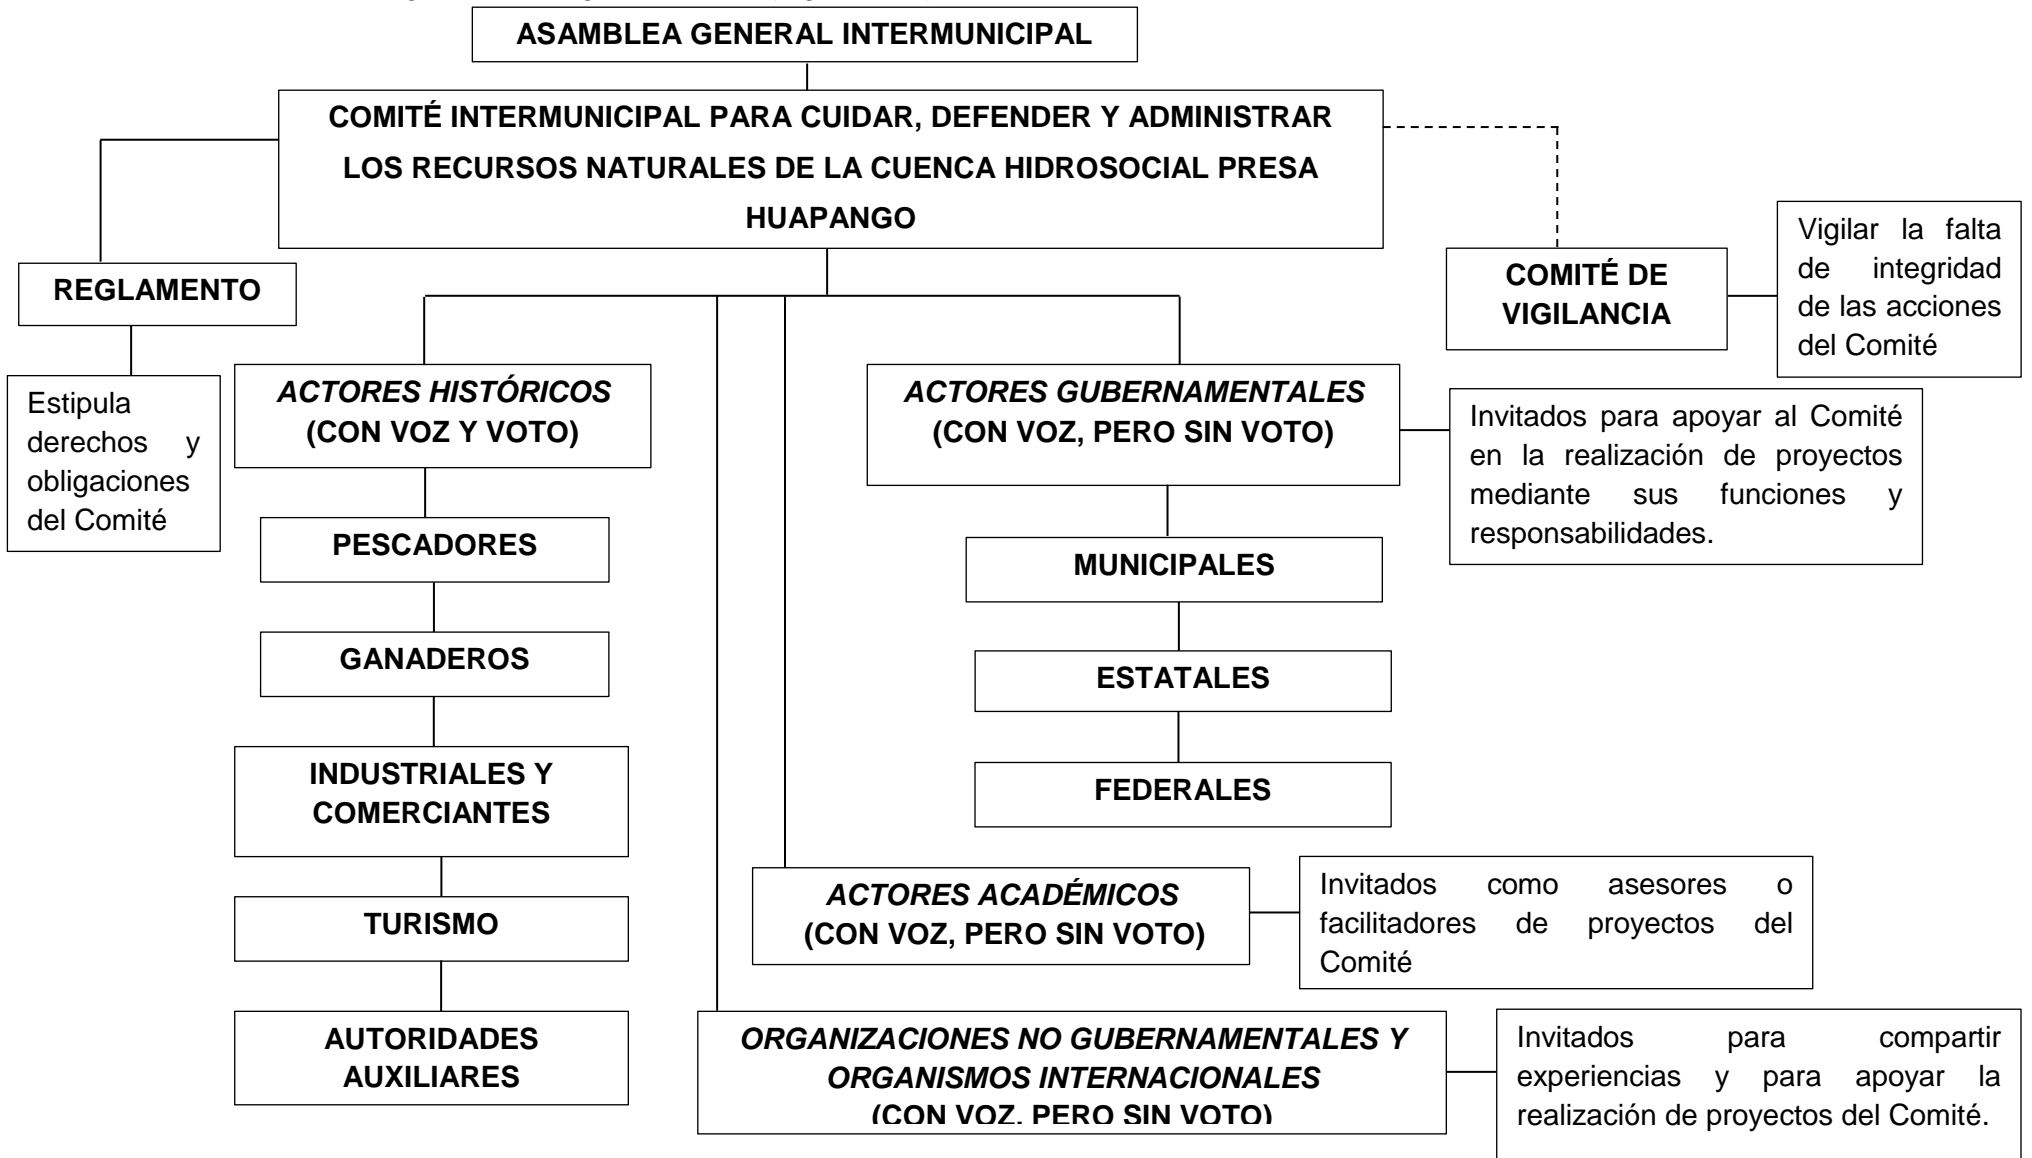 ASAMBLEA GENERAL INTERMUNICIPAL
COMITÉ INTERMUNICIPAL PARA CUIDAR, DEFENDER Y ADMINISTRAR
LOS RECURSOS NATURALES DE LA CUENCA HIDROSOCIAL PRESA
HUAPANGO
REGLAMENTO
Estipula
derechos y
obligaciones
del Comité
COMITÉ DE
VIGILANCIA
Vigilar la falta
de integridad
de las acciones
del Comité
ACTORES HISTÓRICOS
(CON VOZ Y VOTO)
PESCADORES
GANADEROS
INDUSTRIALES Y
COMERCIANTES
TURISMO
AUTORIDADES
AUXILIARES
ACTORES GUBERNAMENTALES
(CON VOZ, PERO SIN VOTO)
Invitados para apoyar al Comité
en la realización de proyectos
mediante sus funciones y
responsabilidades.
MUNICIPALES
ESTATALES
FEDERALES
ACTORES ACADÉMICOS
(CON VOZ, PERO SIN VOTO)
Invitados como asesores o
facilitadores de proyectos del
Comité
ORGANIZACIONES NO GUBERNAMENTALES Y
ORGANISMOS INTERNACIONALES
(CON VOZ, PERO SIN VOTO)
Invitados para compartir
experiencias y para apoyar la
realización de proyectos del Comité.